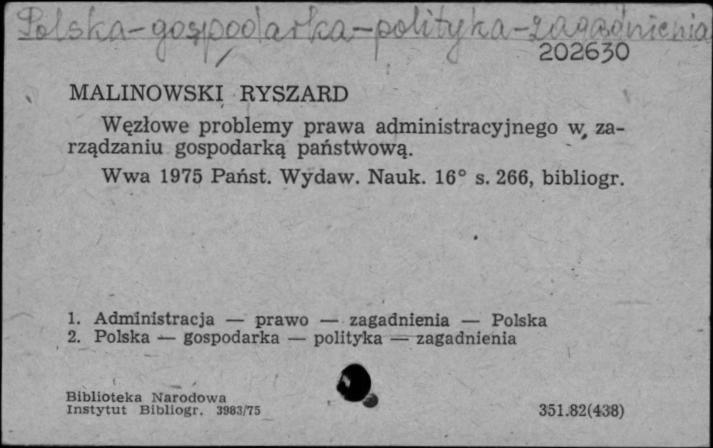 Polska-gospodarka-polityka-zagadnienia
202630
MALINOWSKI RYSZARD
Węzłowe problemy prawa administracyjnego w za-
rządzaniu gospodarką państwową.
Wwa 1975 Państ. Wydaw. Nauk. 16° s. 266, bibliogr.
1. Administracja — prawo — zagadnienia — Polska
2. Polska — gospodarka — polityka — zagadnienia
Biblioteka Narodowa
Instytut Bibliogr. 3983/75
351.82(438)